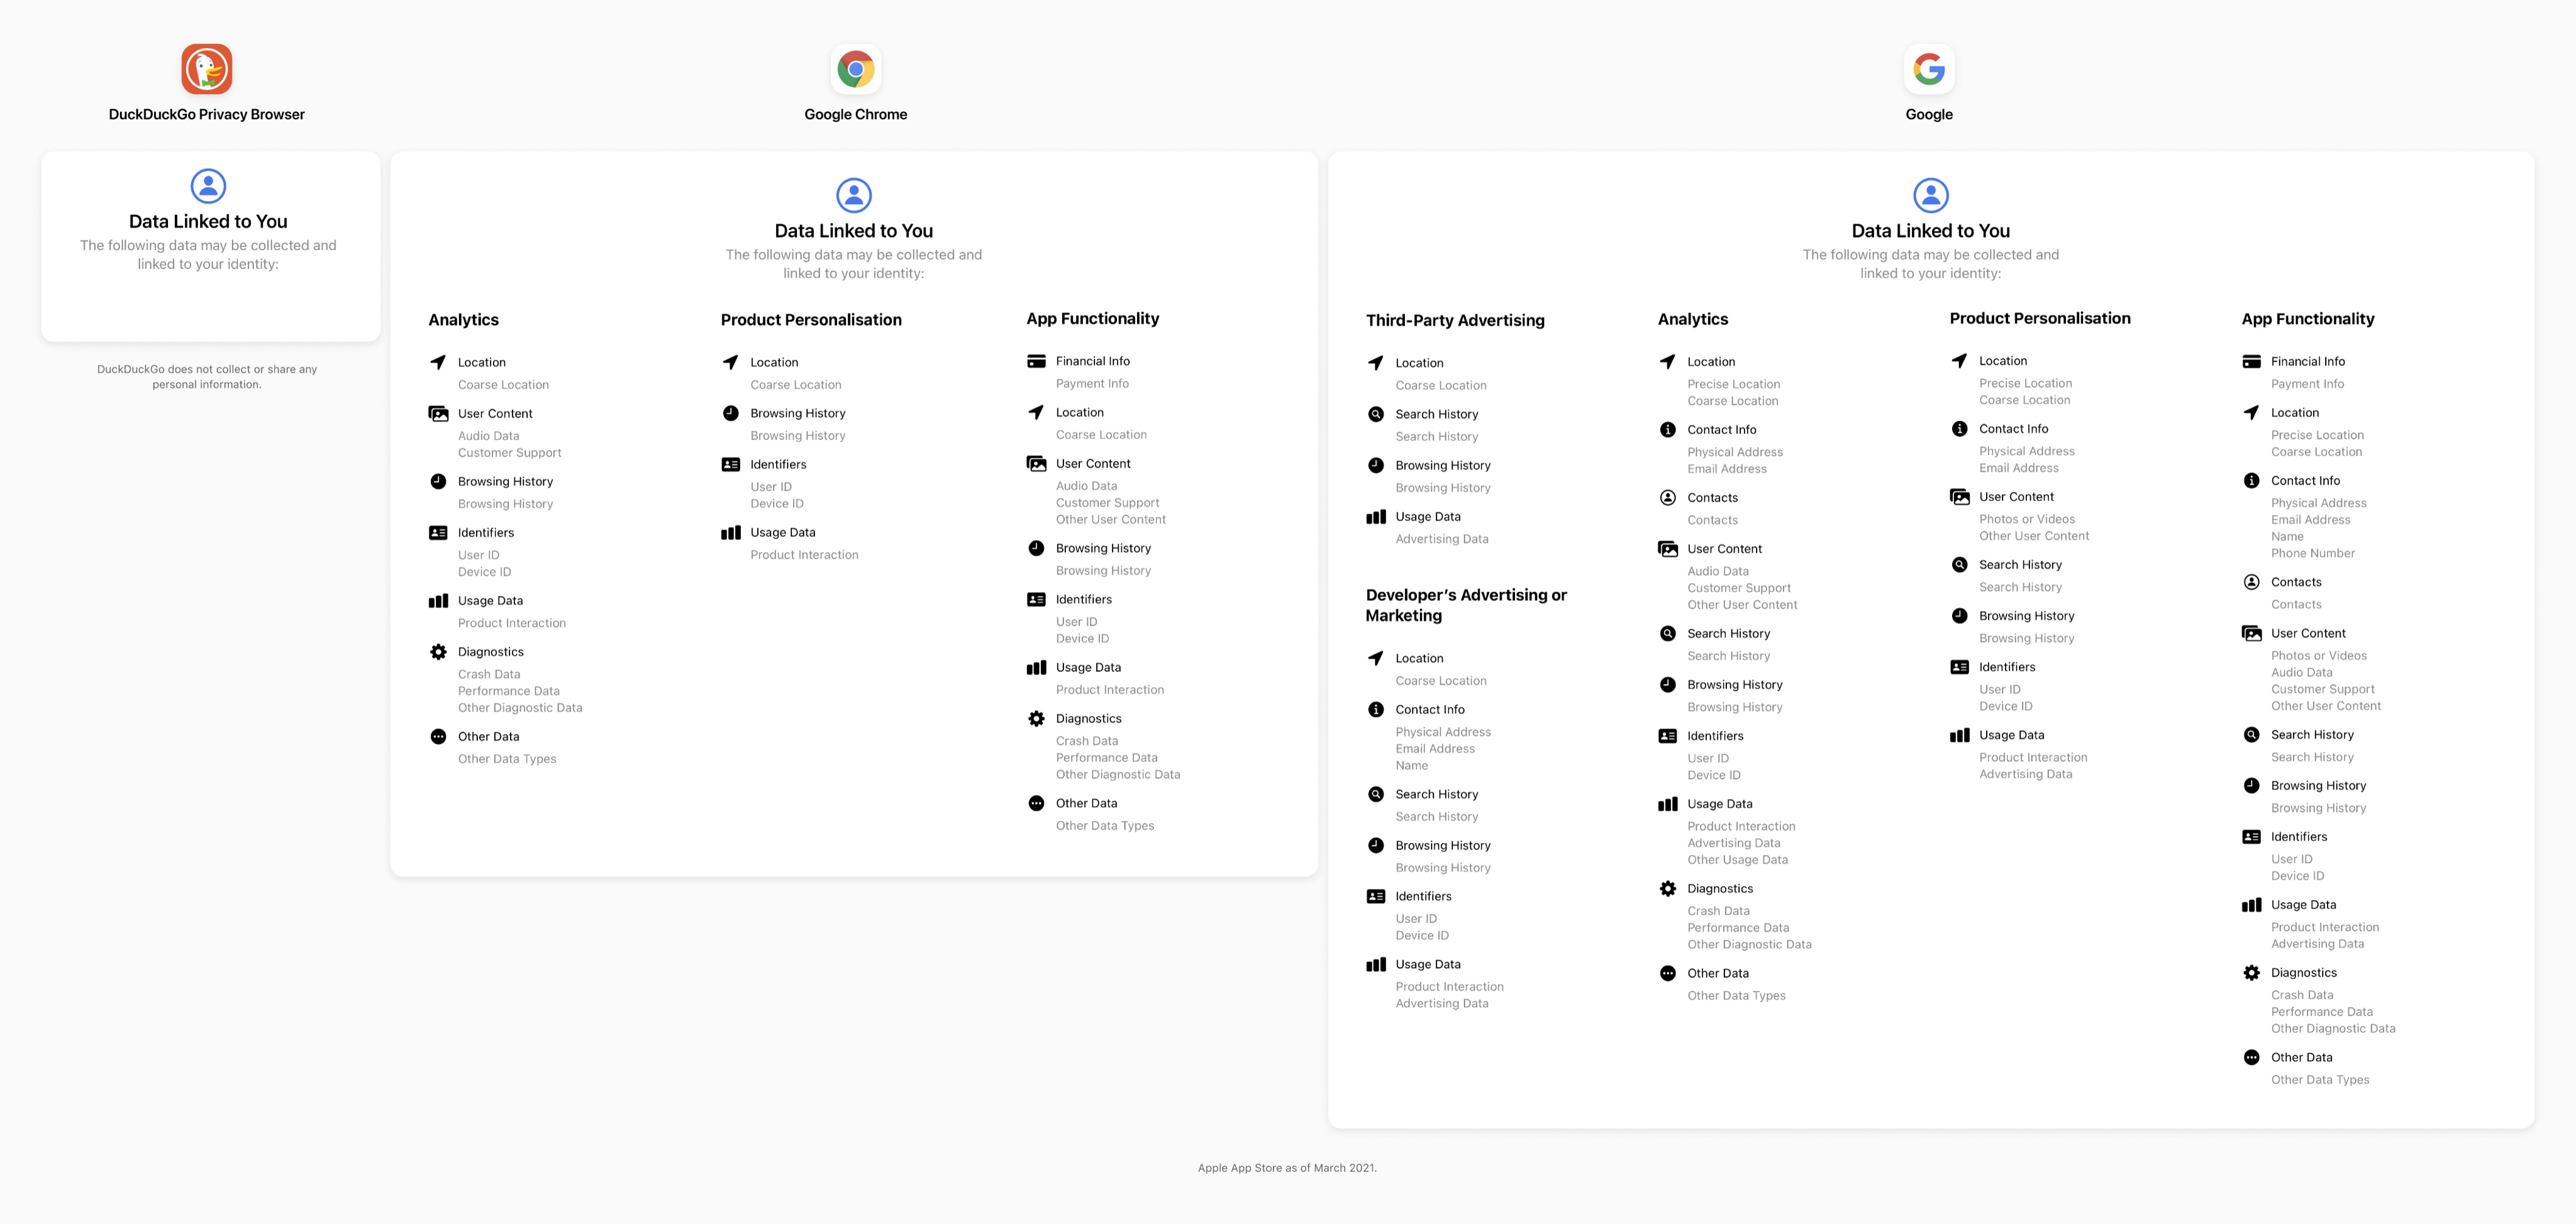 DuckDuckGo Privacy Browser
Data Linked to You
The following data may be collected and
linked to your identity:
DuckDuckGo does not collect or share any
personal information.
Google Chrome
Data Linked to You
The following data may be collected and
linked to your identity:
Analytics
Location
Coarse Location
User Content
Audio Data
Customer Support
Browsing History
Browsing History
Identifiers
User ID
Device ID
Usage Data
Product Interaction
Diagnostics
Crash Data
Performance Data
Other Diagnostic Data
Other Data
Other Data Types
Product Personalisation
Location
Coarse Location
Browsing History
Browsing History
Identifiers
User ID
Device ID
Usage Data
Product Interaction
App Functionality
Financial Info
Payment Info
Location
Coarse Location
User Content
Audio Data
Customer Support
Other User Content
Browsing History
Browsing History
Identifiers
User ID
Device ID
Usage Data
Product Interaction
Diagnostics
Crash Data
Performance Data
Other Diagnostic Data
Other Data
Other Data Types
Google
Data Linked to You
The following data may be collected and
linked to your identity:
Third-Party Advertising
Location
Coarse Location
Search History
Search History
Browsing History
Browsing History
Usage Data
Advertising Data
Developer’s Advertising or
Marketing
Location
Coarse Location
Contact Info
Physical Address
Email Address
Name
Search History
Search History
Browsing History
Browsing History
Identifiers
User ID
Device ID
Usage Data
Product Interaction
Advertising Data
Analytics
Location
Precise Location
Coarse Location
Contact Info
Physical Address
Email Address
Contacts
Contacts
User Content
Audio Data
Customer Support
Other User Content
Search History
Search History
Browsing History
Browsing History
Identifiers
User ID
Device ID
Usage Data
Product Interaction
Advertising Data
Other Usage Data
Diagnostics
Crash Data
Performance Data
Other Diagnostic Data
Other Data
Other Data Types
Product Personalisation
Location
Precise Location
Coarse Location
Contact Info
Physical Address
Email Address
User Content
Photos or Videos
Other User Content
Search History
Search History
Browsing History
Browsing History
Identifiers
User ID
Device ID
Usage Data
Product Interaction
Advertising Data
App Functionality
Financial Info
Payment Info
Location
Precise Location
Coarse Location
Contact Info
Physical Address
Email Address
Name
Phone Number
Contacts
Contacts
User Content
Photos or Videos
Audio Data
Customer Support
Other User Content
Search History
Search History
Browsing History
Browsing History
Identifiers
User ID
Device ID
Usage Data
Product Interaction
Advertising Data
Diagnostics
Crash Data
Performance Data
Other Diagnostic Data
Other Data
Other Data Types
Apple App Store as of March 2021.